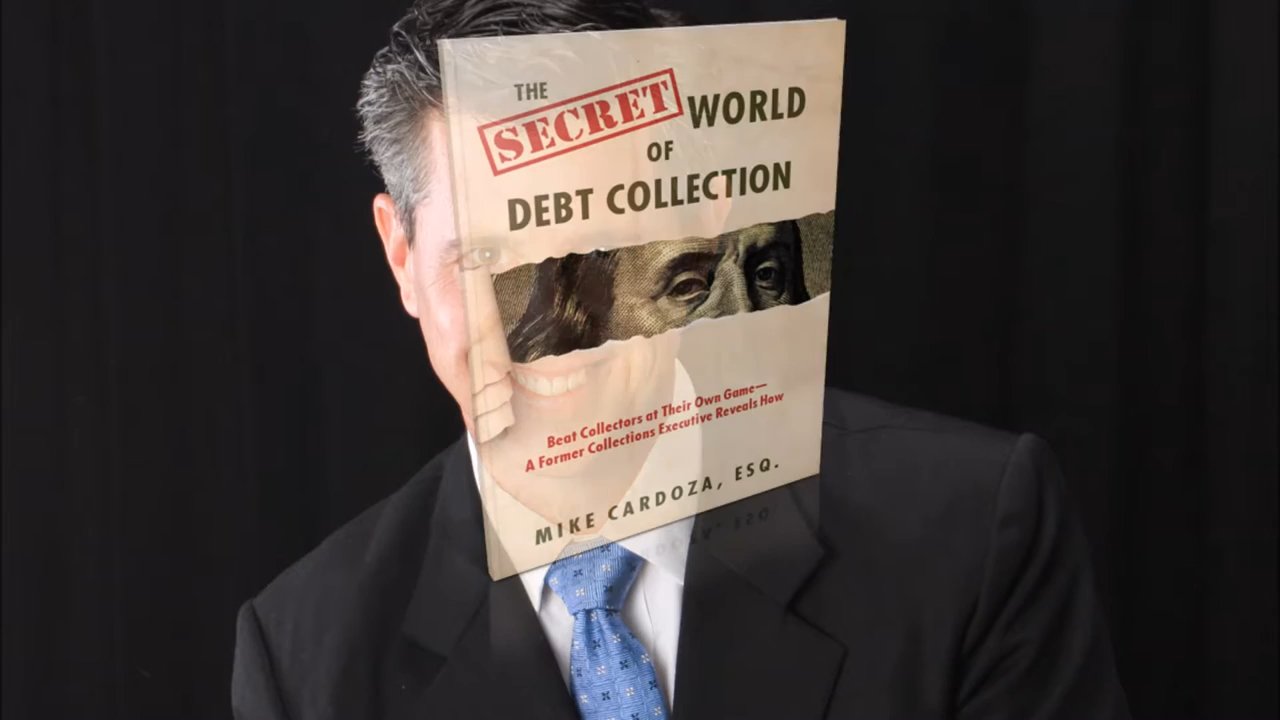 THE
SECRET WORLD
OF
DEBT COLLECTION
Beat Collectors at Their Own Game—
A Former Collections Executive Reveals How
MIKE CARDOZA, ESQ.